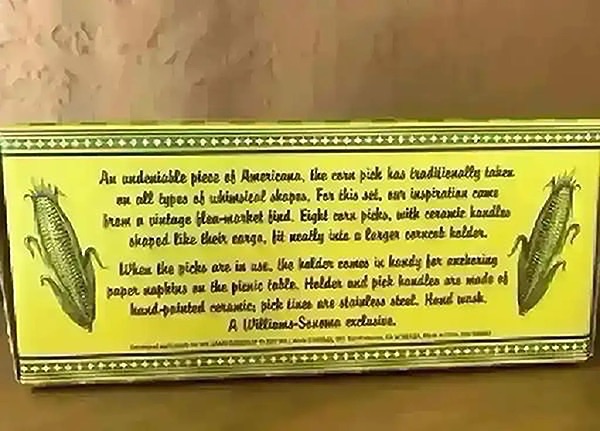 An undeniable piece of Americana, the corn pick has traditionally taken
on all types of whimsical shapes. For this set, our inspiration came
from a vintage flea-market find. Eight corn picks, with ceramic handles
shaped like their cargo, fit neatly into a larger corncob holder.
When the picks are in use, the holder comes in handy for anchoring
paper napkins on the picnic table. Holder and pick handles are made of
hand-painted ceramic; pick tines are stainless steel. Hand wash.
A Williams-Sonoma exclusive.